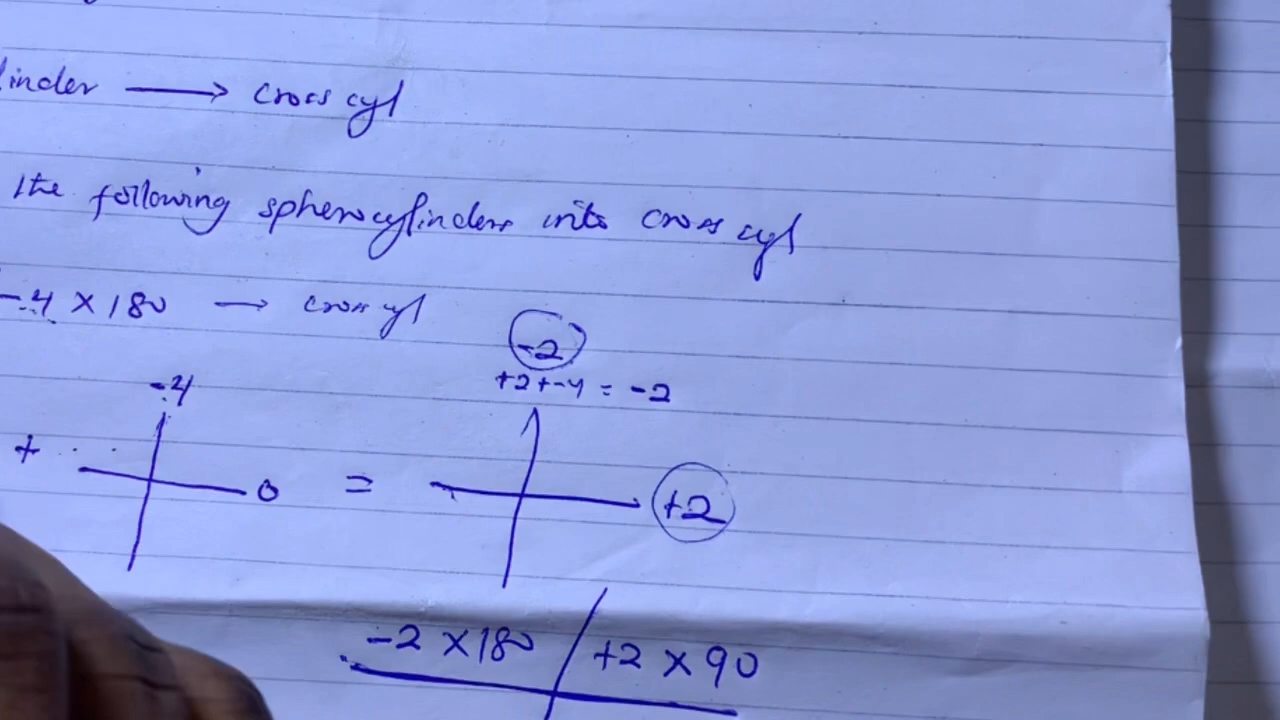 linder → cross cyl
the following spherocylinders into cross cyl
-4 × 180 → cross cyl
-2
-4
+2+-4 = -2
+
0
=
+2
-2 × 180 / +2 × 90